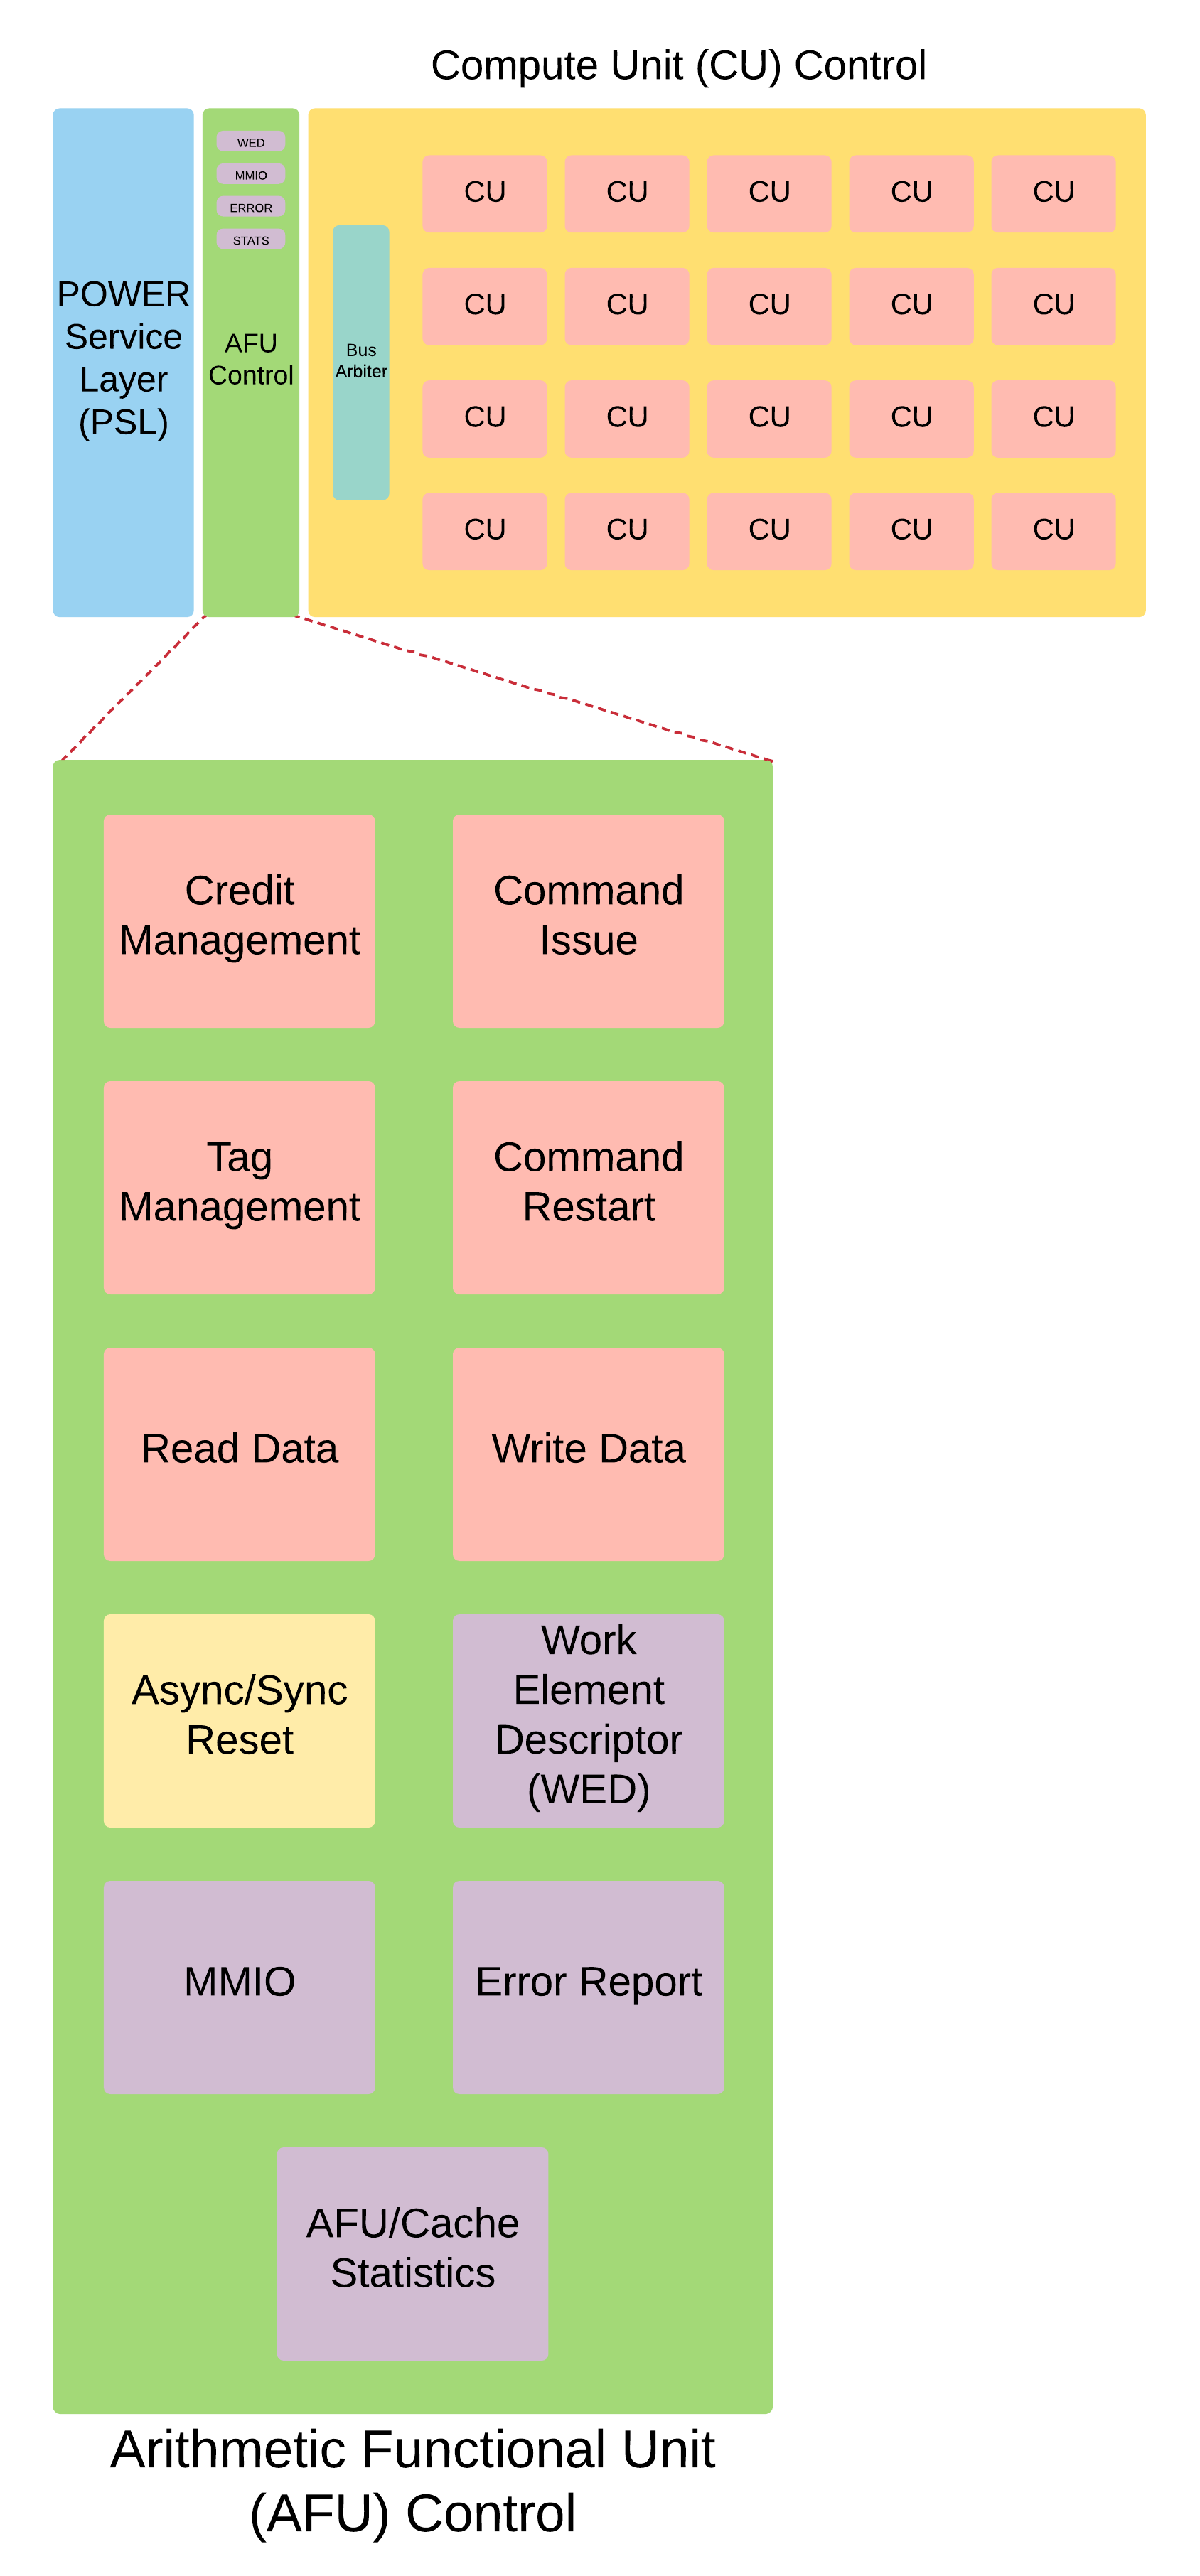 Compute Unit (CU) Control
WED
MMIO
ERROR
STATS
POWER
Service
Layer
(PSL)
AFU
Control
Bus
Arbiter
CU CU CU CU CU
CU CU CU CU CU
CU CU CU CU CU
CU CU CU CU CU
Credit
Management
Command
Issue
Tag
Management
Command
Restart
Read Data
Write Data
Async/Sync
Reset
Work
Element
Descriptor
(WED)
MMIO
Error Report
AFU/Cache
Statistics
Arithmetic Functional Unit
(AFU) Control